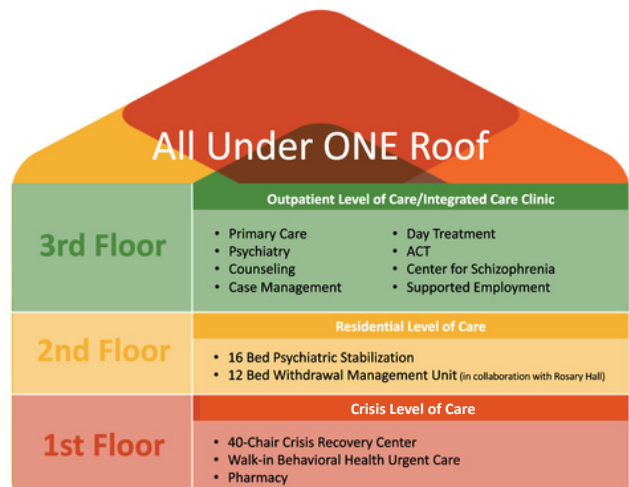 All Under ONE Roof
3rd Floor
Outpatient Level of Care/Integrated Care Clinic
• Primary Care
• Psychiatry
• Counseling
• Case Management
• Day Treatment
• ACT
• Center for Schizophrenia
• Supported Employment
2nd Floor
Residential Level of Care
• 16 Bed Psychiatric Stabilization
• 12 Bed Withdrawal Management Unit (in collaboration with Rosary Hall)
1st Floor
Crisis Level of Care
• 40-Chair Crisis Recovery Center
• Walk-in Behavioral Health Urgent Care
• Pharmacy